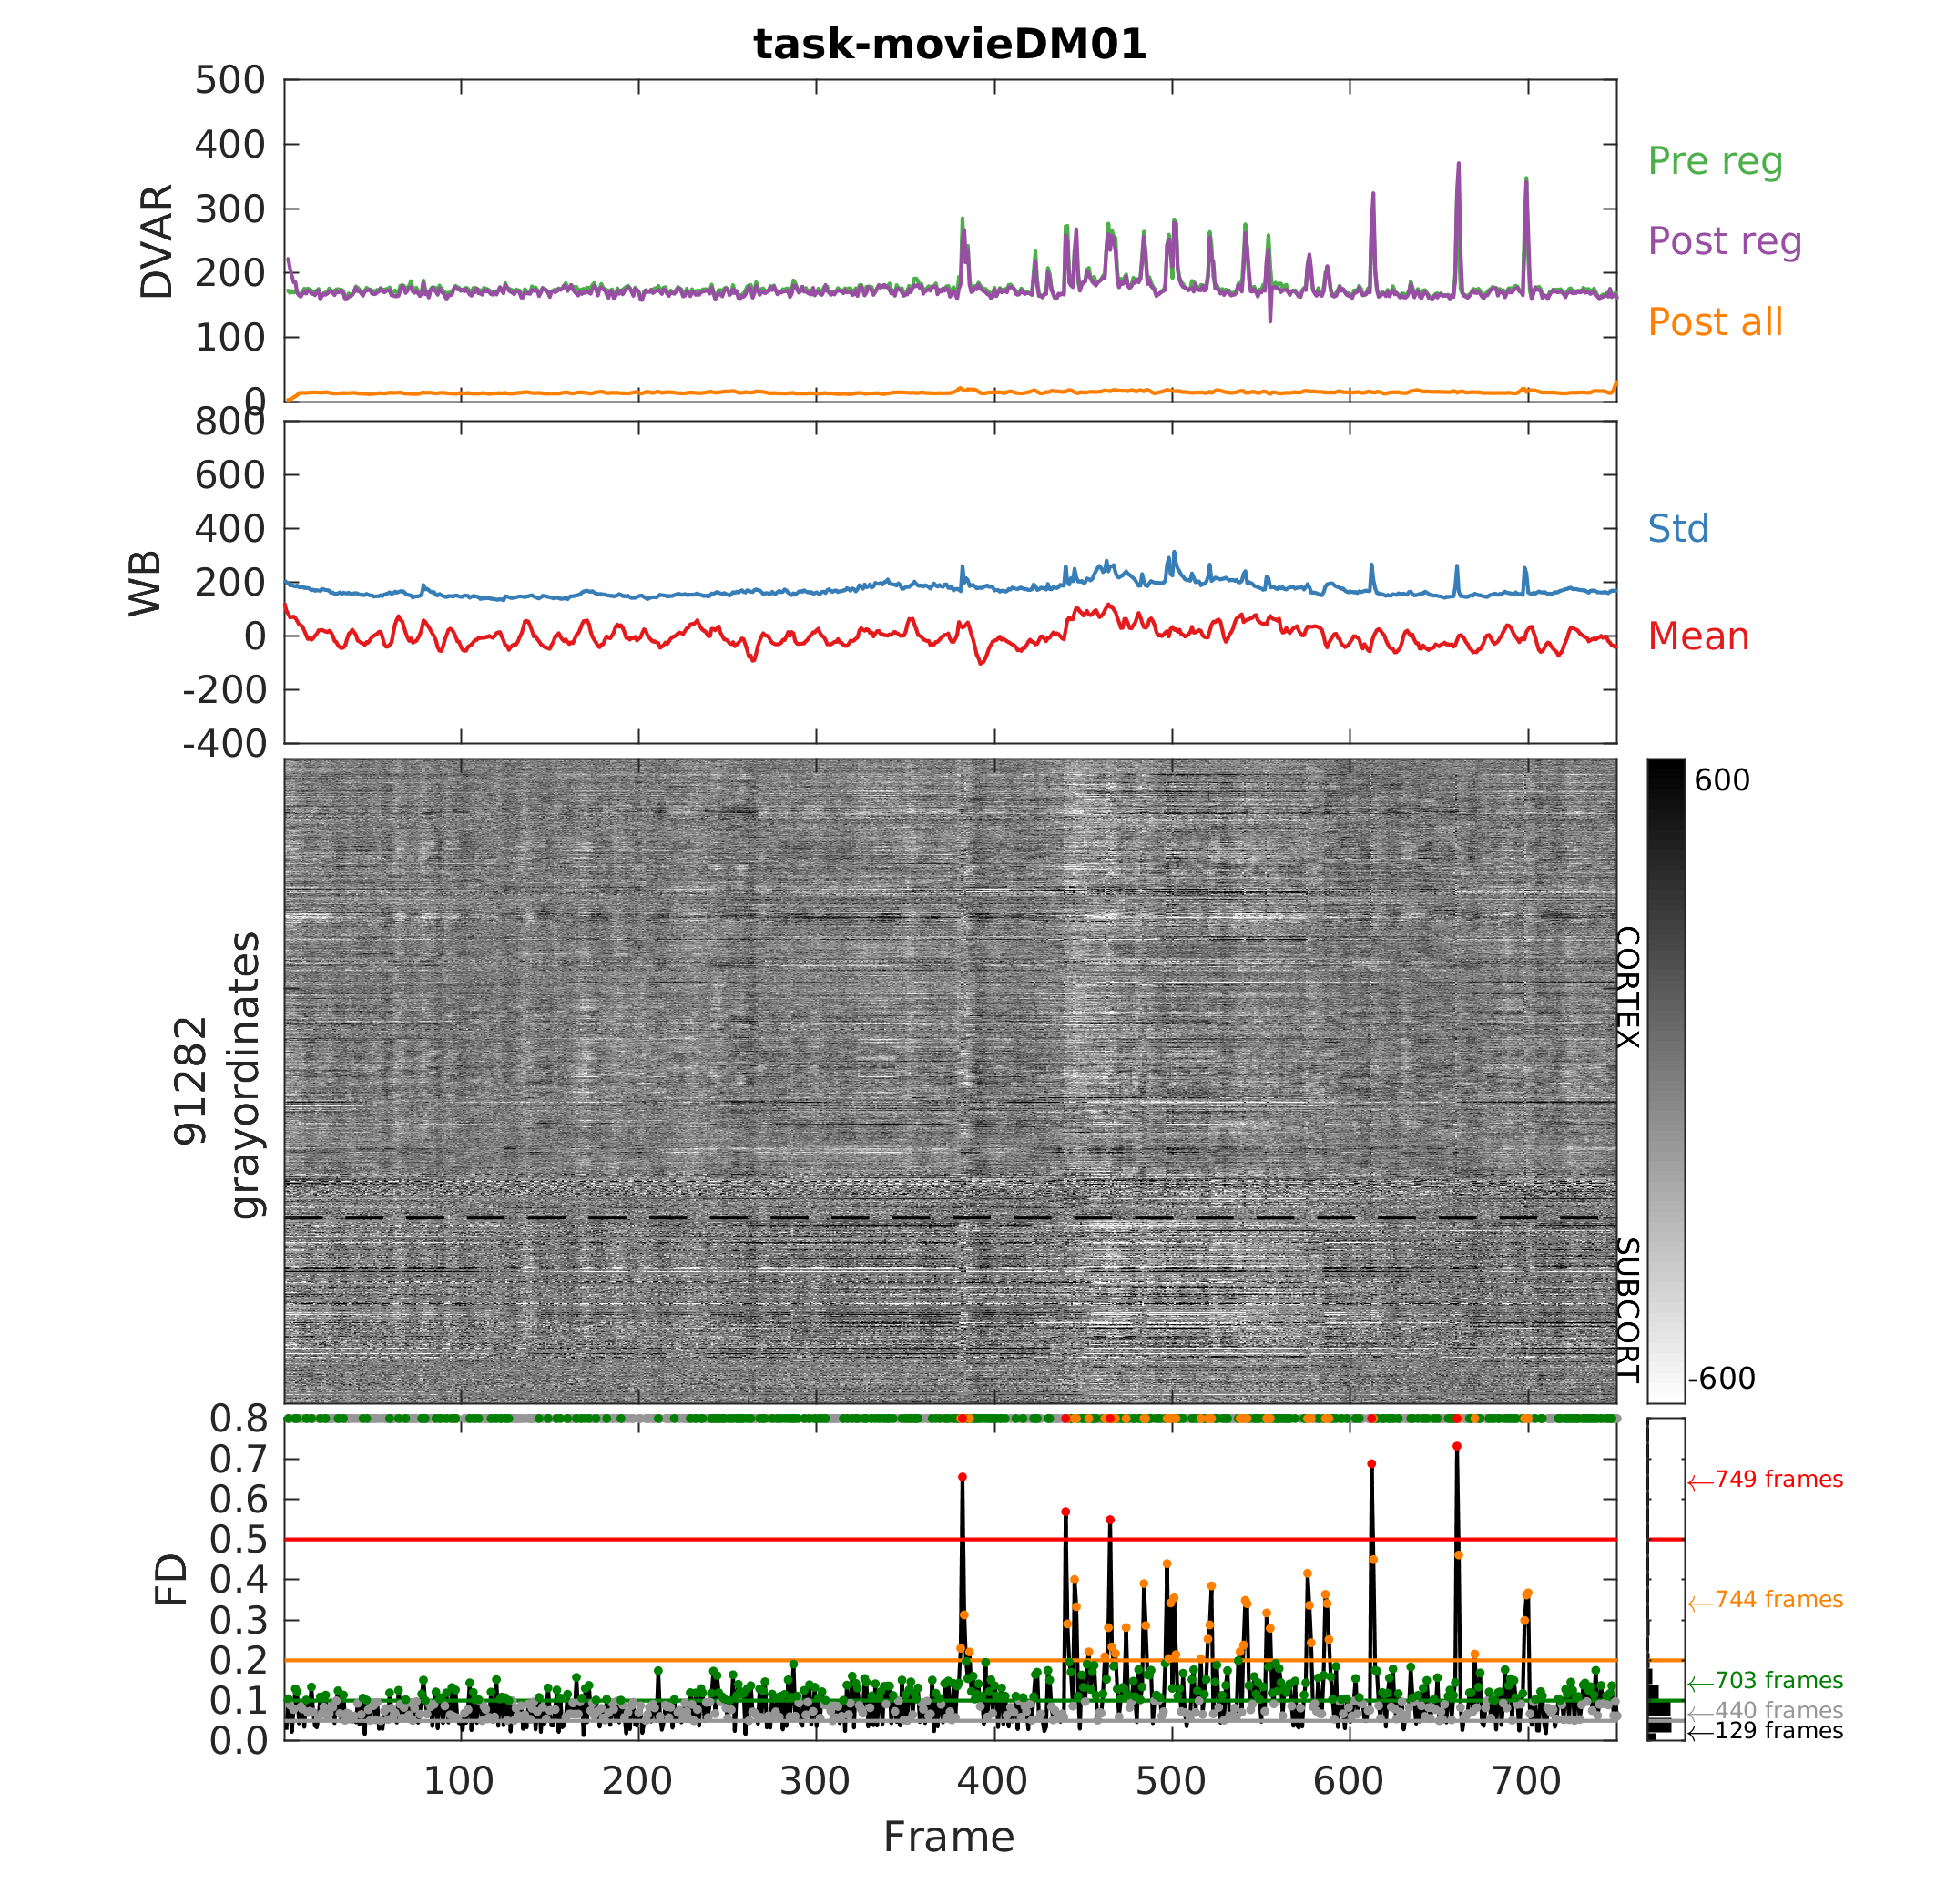 task-movieDM01
500
400
300
200
100
0
DVAR
Pre reg
Post reg
Post all
800
600
400
200
0
-200
-400
WB
Std
Mean
91282
grayordinates
CORTEX
SUBCORT
600
-600
0.8
0.7
0.6
0.5
0.4
0.3
0.2
0.1
0.0
FD
←749 frames
←744 frames
←703 frames
←440 frames
←129 frames
100 200 300 400 500 600 700
Frame